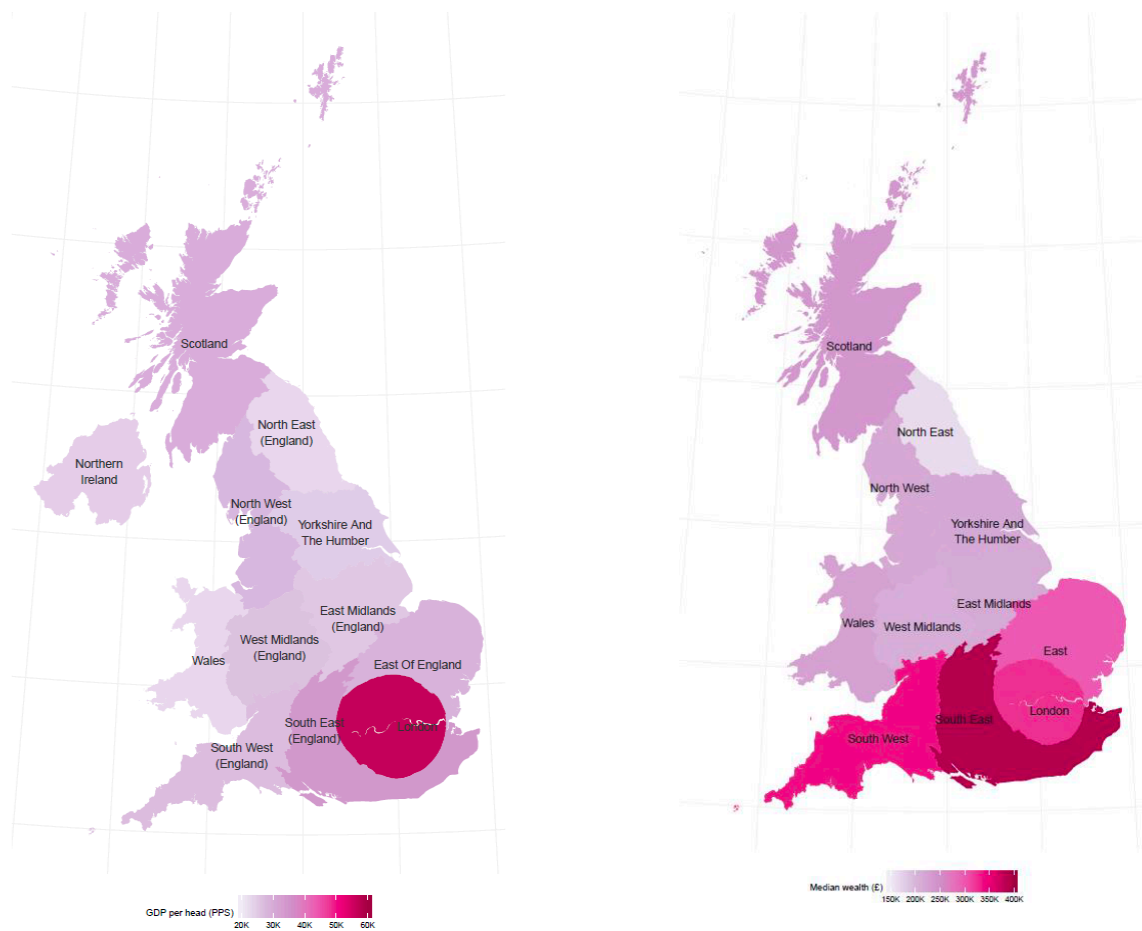 Scotland
North East
(England)
Northern
Ireland
North West
(England)
Yorkshire And
The Humber
East Midlands
(England)
West Midlands
(England)
Wales
East Of England
South East
(England)
London
South West
(England)
GDP per head (PPS)
20K 30K 40K 50K 60K
Scotland
North East
North West
Yorkshire And
The Humber
East Midlands
Wales
West Midlands
East
London
South East
South West
Median wealth (£)
150K 200K 250K 300K 350K 400K